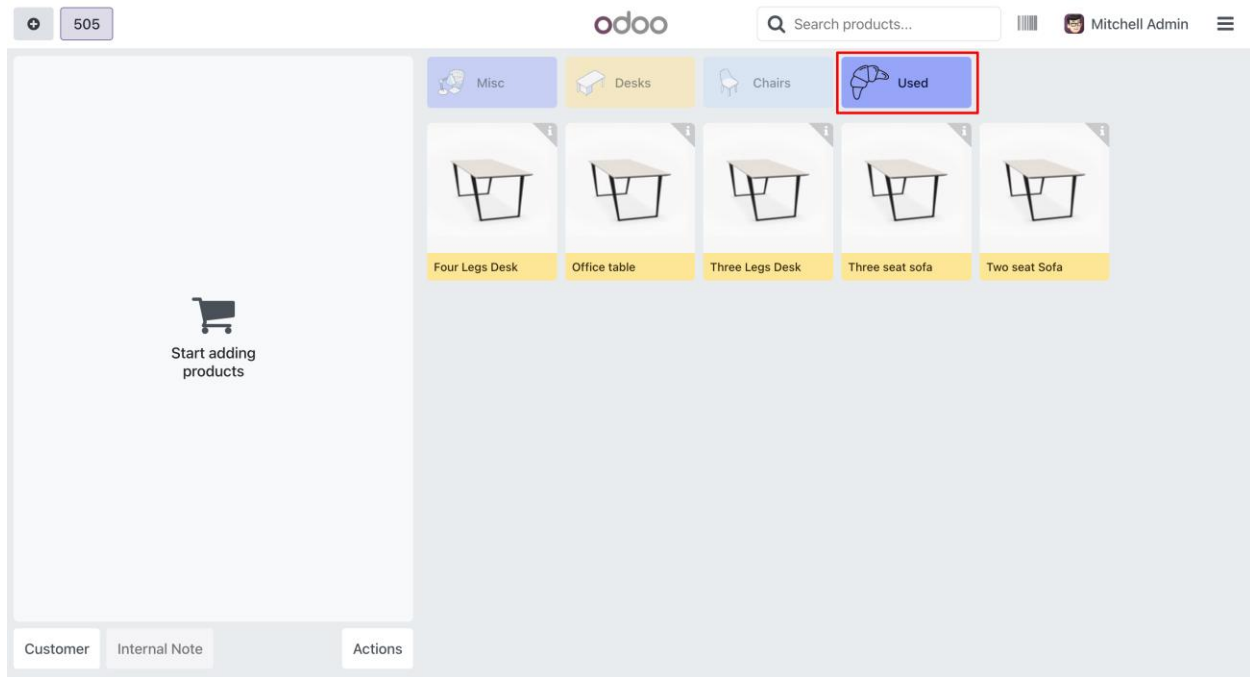 505
odoo
Search products...
Mitchell Admin
Misc
Desks
Chairs
Used
Four Legs Desk
Office table
Three Legs Desk
Three seat sofa
Two seat Sofa
Start adding
products
Customer
Internal Note
Actions